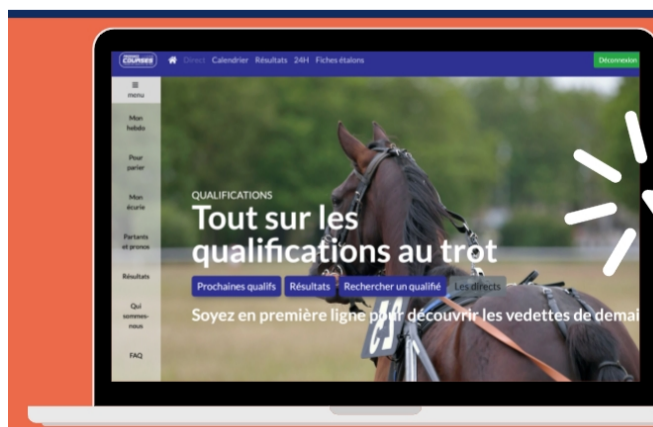 COURSES
Direct Calendrier Résultats 24H Fiches étalons
Déconnexion
menu
Mon
hebdo
Pour
parier
Mon
écurie
Partants
et pronos
Résultats
Qui
sommes-
nous
FAQ
QUALIFICATIONS
Tout sur les
qualifications au trot
Prochaines qualifs Résultats Rechercher un qualifié Les directs
Soyez en première ligne pour découvrir les vedettes de demai